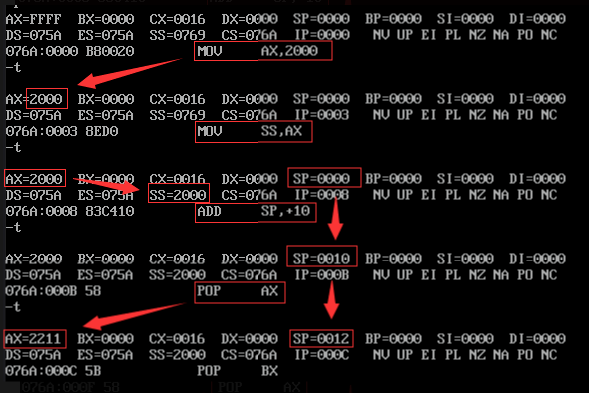 AX=FFFF BX=0000 CX=0016 DX=0000 SP=0000 BP=0000 SI=0000 DI=0000
DS=075A ES=075A SS=0769 CS=076A IP=0000 NV UP EI PL NZ NA PO NC
076A:0000 B80020 MOV AX,2000
-t
AX=2000 BX=0000 CX=0016 DX=0000 SP=0000 BP=0000 SI=0000 DI=0000
DS=075A ES=075A SS=0769 CS=076A IP=0003 NV UP EI PL NZ NA PO NC
076A:0003 8ED0 MOV SS,AX
-t
AX=2000 BX=0000 CX=0016 DX=0000 SP=0000 BP=0000 SI=0000 DI=0000
DS=075A ES=075A SS=2000 CS=076A IP=0008 NV UP EI PL NZ NA PO NC
076A:0008 83C410 ADD SP,+10
-t
AX=2000 BX=0000 CX=0016 DX=0000 SP=0010 BP=0000 SI=0000 DI=0000
DS=075A ES=075A SS=2000 CS=076A IP=000B NV UP EI PL NZ NA PO NC
076A:000B 58 POP AX
-t
AX=2211 BX=0000 CX=0016 DX=0000 SP=0012 BP=0000 SI=0000 DI=0000
DS=075A ES=075A SS=2000 CS=076A IP=000C NV UP EI PL NZ NA PO NC
076A:000C 5B POP BX
076A:000F 58 POP AX